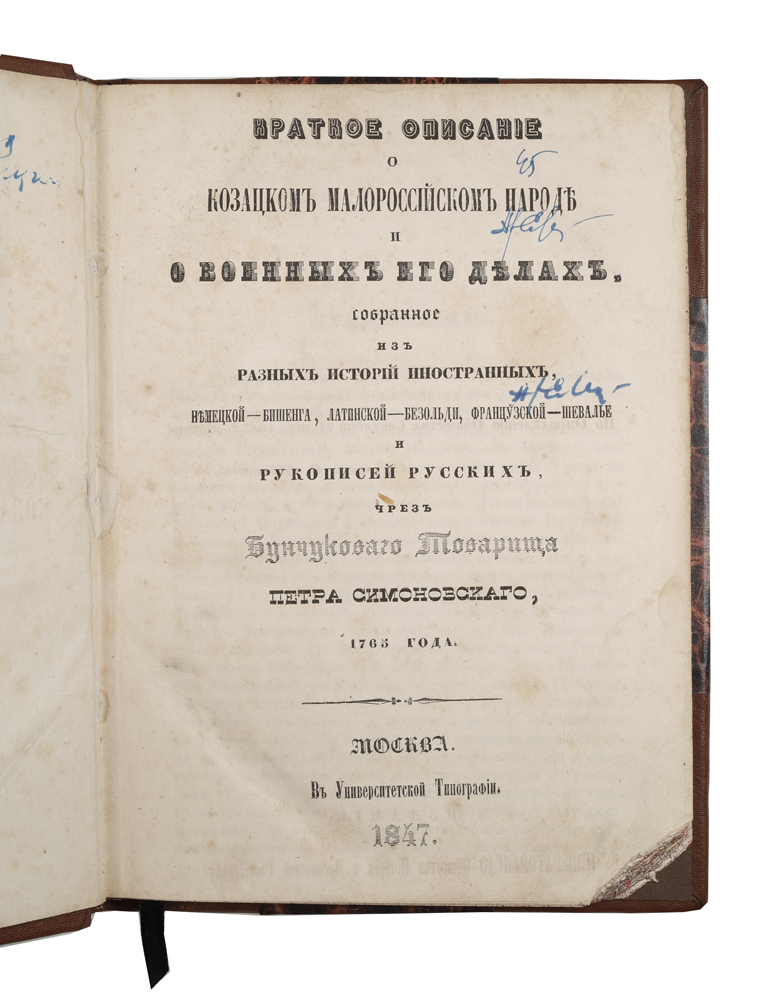 КРАТКОЕ ОПИСАНІЕ
О
КОЗАЦКОМЪ МАЛОРОССІЙСКОМЪ НАРОДѢ
И
О ВОЕННЫХЪ ЕГО ДѢЛАХЪ,
собранное
ИЗЪ
РАЗНЫХЪ ИСТОРІЙ ИНОСТРАННЫХЪ,
НѢМЕЦКОЙ—БИШЕНГА, ЛАТИНСКОЙ—БЕЗОЛЬДИ, ФРАНЦУЗСКОЙ—ШЕВАЛЬЕ
И
РУКОПИСЕЙ РУССКИХЪ,
ЧРЕЗЪ
Бунчуковаго Товарища
ПЕТРА СИМОНОВСКАГО,
1765 ГОДА.
МОСКВА.
Въ Университетской Типографіи.
1847.